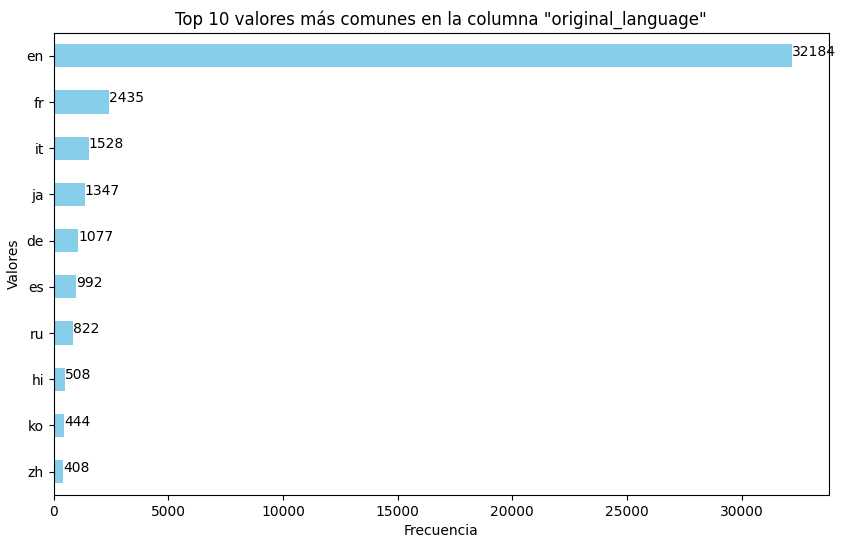 Top 10 valores más comunes en la columna "original_language"
en 32184
fr 2435
it 1528
ja 1347
de 1077
es 992
ru 822
hi 508
ko 444
zh 408
Valores
0 5000 10000 15000 20000 25000 30000
Frecuencia